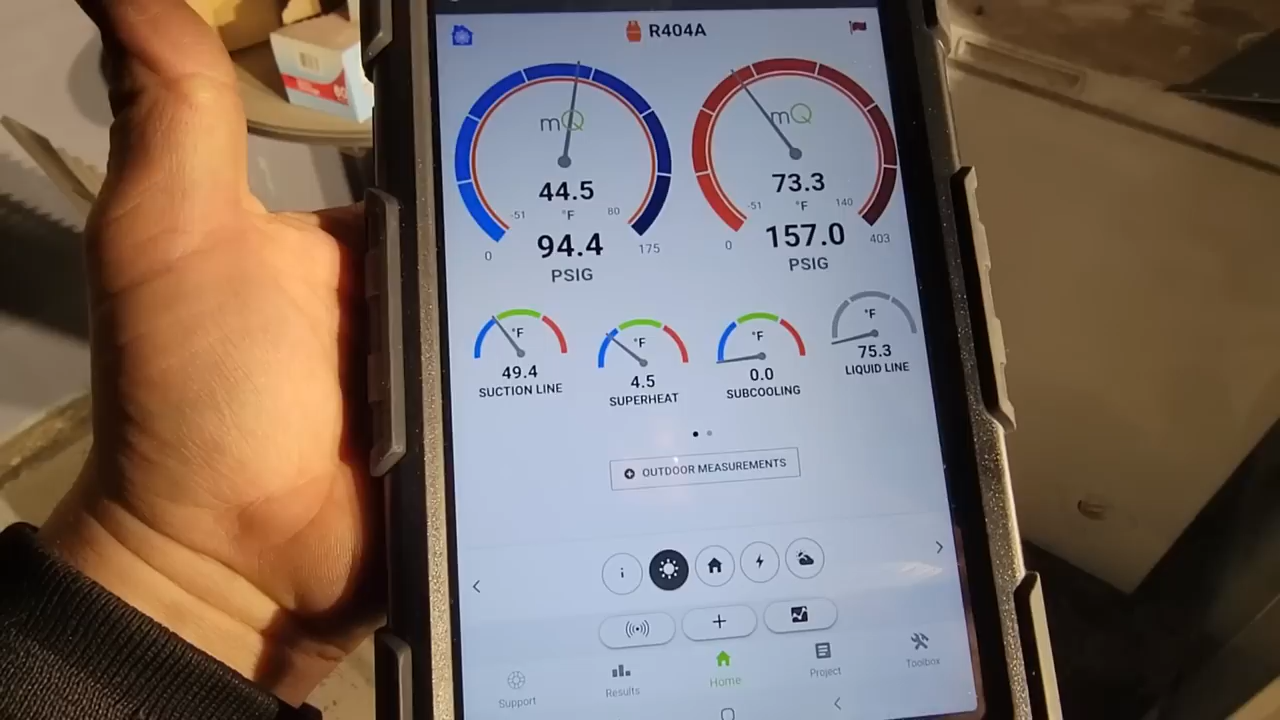 R404A
mQ
mQ
44.5
73.3
-51 °F 80
-51 °F 140
0 94.4 175
0 157.0 403
PSIG
PSIG
°F
°F
°F
°F
49.4
4.5
0.0
75.3
SUCTION LINE
SUPERHEAT
SUBCOOLING
LIQUID LINE
OUTDOOR MEASUREMENTS
Support
Results
Home
Project
Toolbox